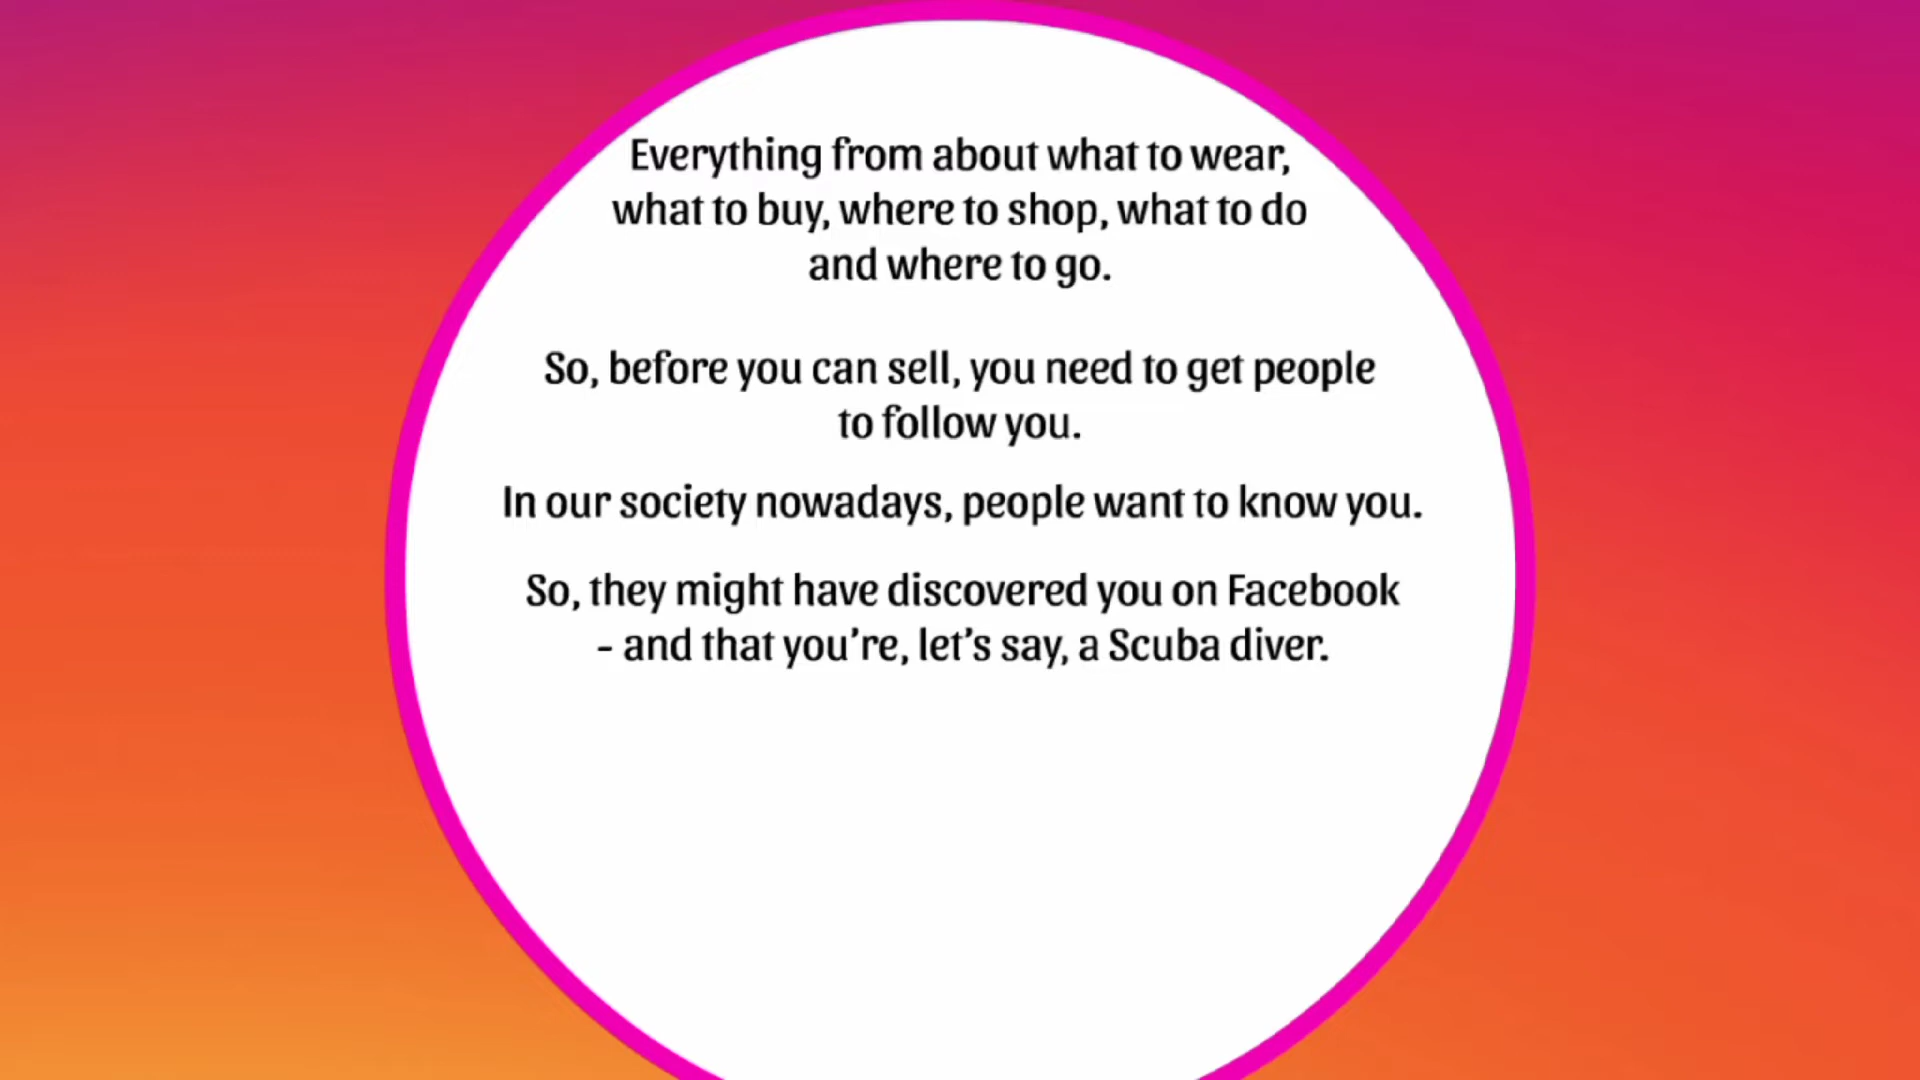 Everything from about what to wear,
what to buy, where to shop, what to do
and where to go.
So, before you can sell, you need to get people
to follow you.
In our society nowadays, people want to know you.
So, they might have discovered you on Facebook
- and that you’re, let’s say, a Scuba diver.